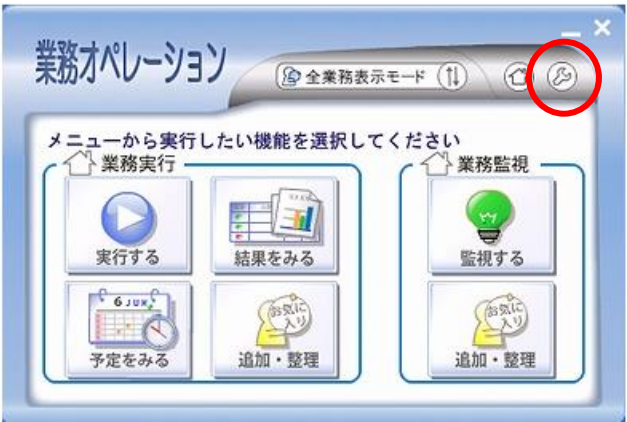 業務オペレーション
全業務表示モード
メニューから実行したい機能を選択してください
業務実行
業務監視
実行する
結果をみる
監視する
6 JUN
予定をみる
お気に
入り
追加・整理
お気に
入り
追加・整理